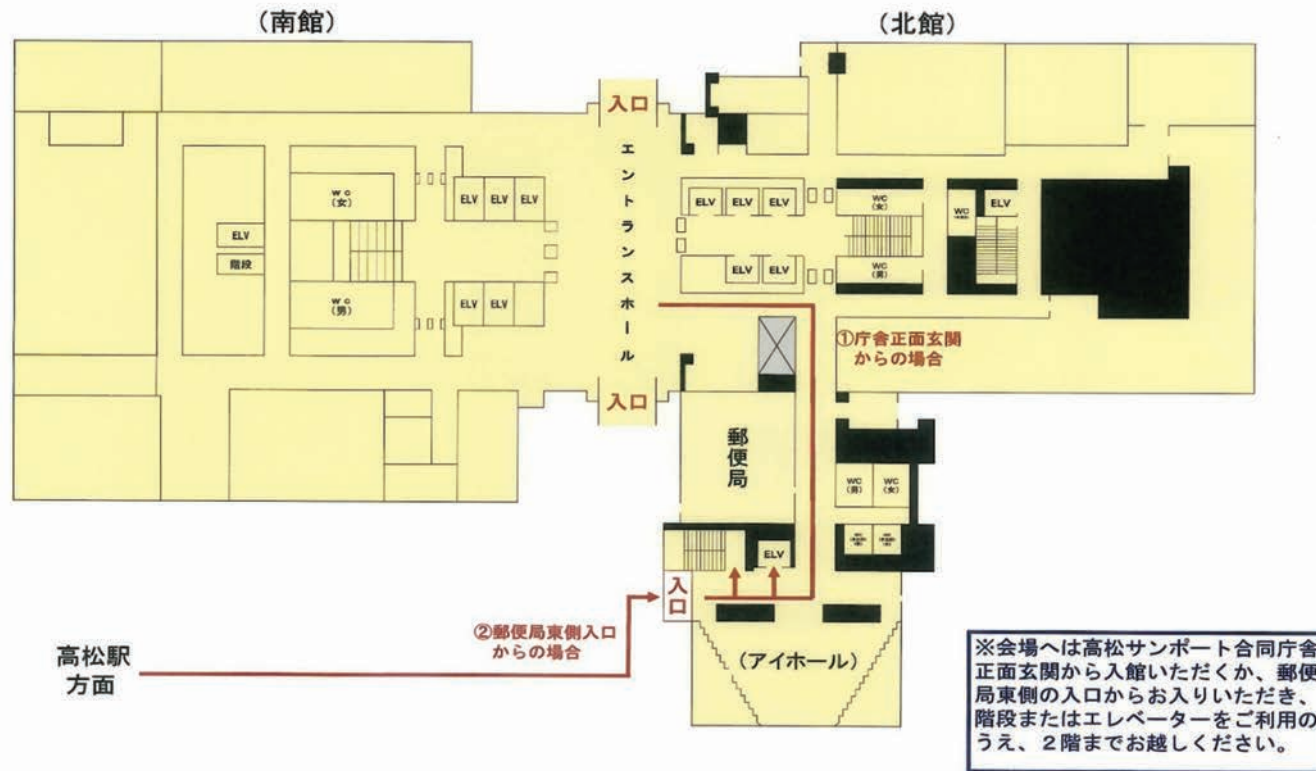 (南館)
(北館)
入口
エントランスホール
WC
(女)
ELV
ELV
ELV
ELV
階段
WC
(男)
ELV
ELV
ELV
ELV
ELV
ELV
ELV
WC
(女)
WC
(男)
WC
ELV
①庁舎正面玄関
からの場合
入口
郵便局
WC
(男)
WC
(女)
ELV
入口
②郵便局東側入口
からの場合
高松駅
方面
(アイホール)
※会場へは高松サンポート合同庁舎
正面玄関から入館いただくか、郵便
局東側の入口からお入りいただき、
階段またはエレベーターをご利用の
うえ、2階までお越しください。